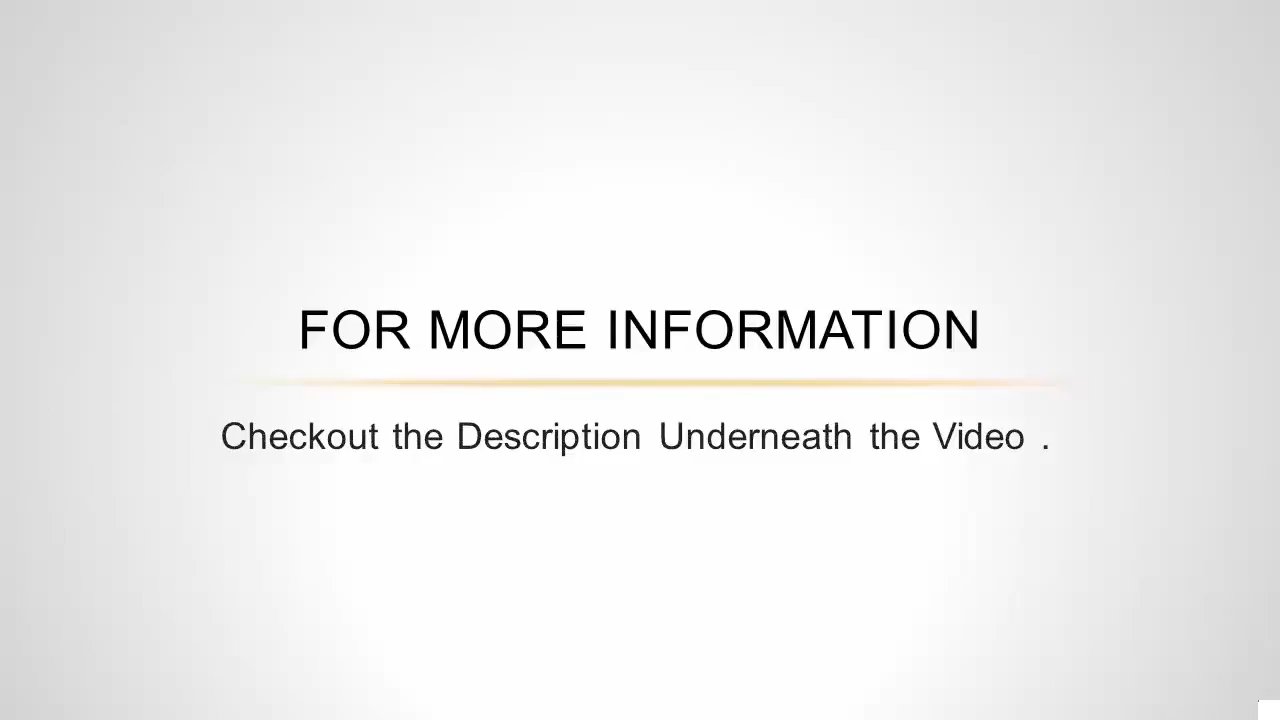 FOR MORE INFORMATION
Checkout the Description Underneath the Video .